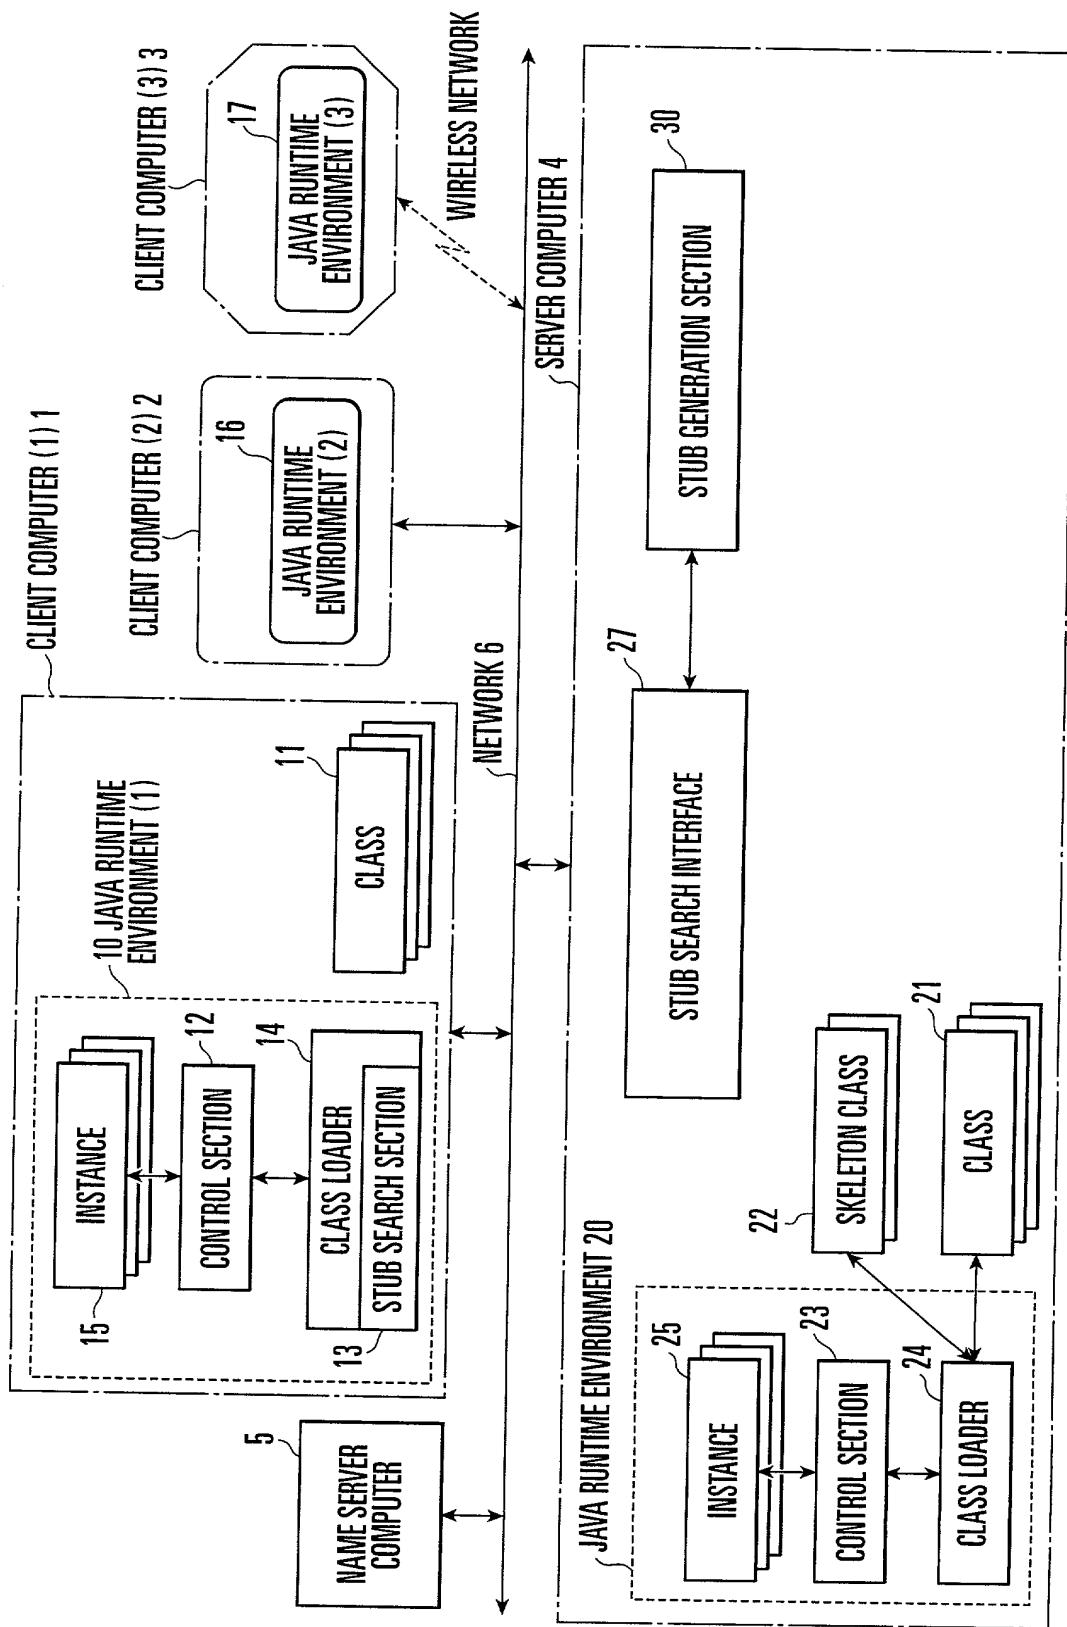 CLIENT COMPUTER (1) 1
10 JAVA RUNTIME
ENVIRONMENT (1)
15
INSTANCE
12
CONTROL SECTION
14
CLASS LOADER
13
STUB SEARCH SECTION
11
CLASS
CLIENT COMPUTER (2) 2
16
JAVA RUNTIME
ENVIRONMENT (2)
CLIENT COMPUTER (3) 3
17
JAVA RUNTIME
ENVIRONMENT (3)
5
NAME SERVER
COMPUTER
NETWORK 6
WIRELESS NETWORK
SERVER COMPUTER 4
JAVA RUNTIME ENVIRONMENT 20
25
INSTANCE
23
CONTROL SECTION
24
CLASS LOADER
22
SKELETON CLASS
21
CLASS
27
STUB SEARCH INTERFACE
30
STUB GENERATION SECTION